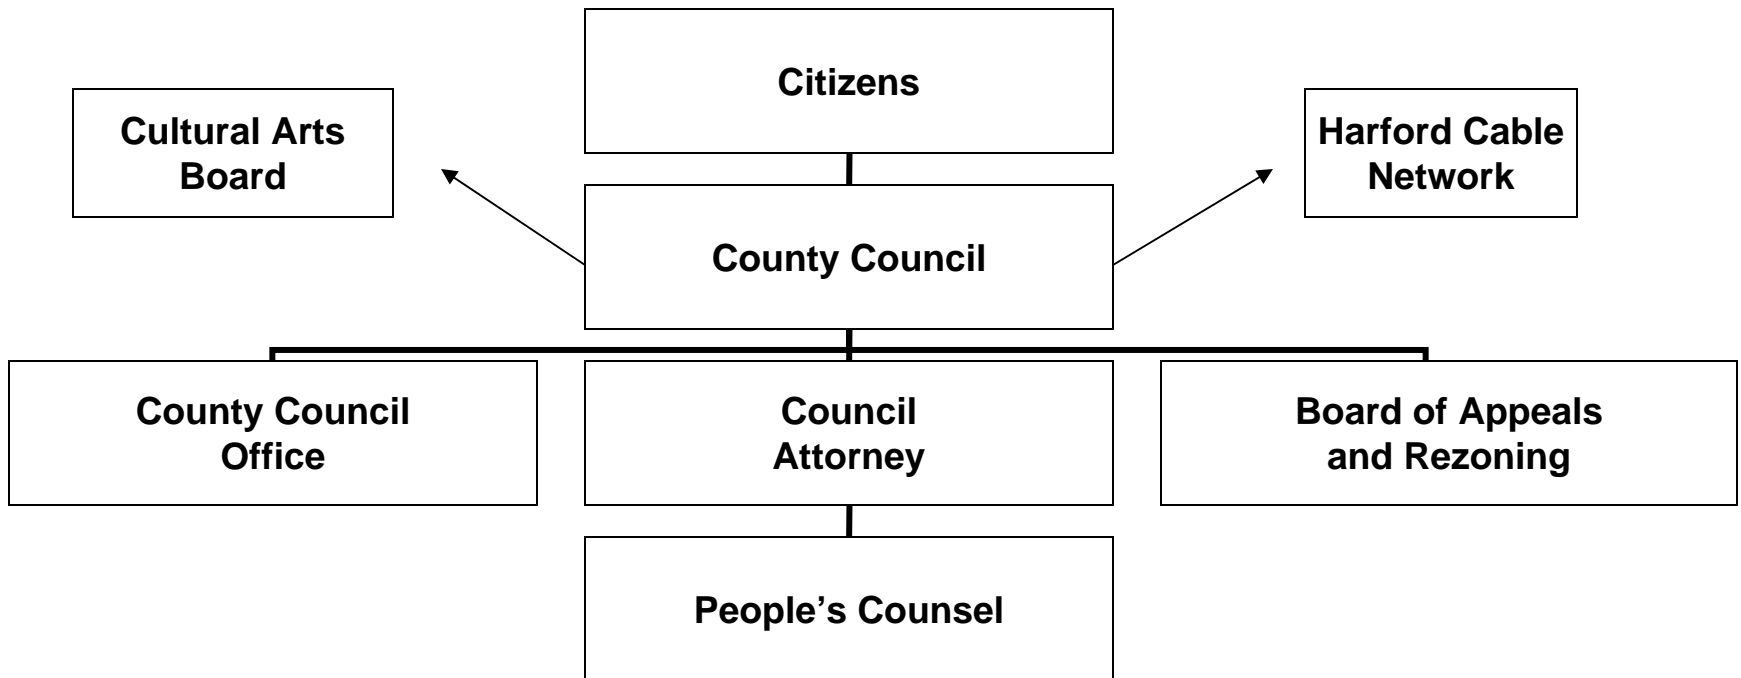 Citizens
Cultural Arts
Board
Harford Cable
Network
County Council
County Council
Office
Council
Attorney
Board of Appeals
and Rezoning
People’s Counsel